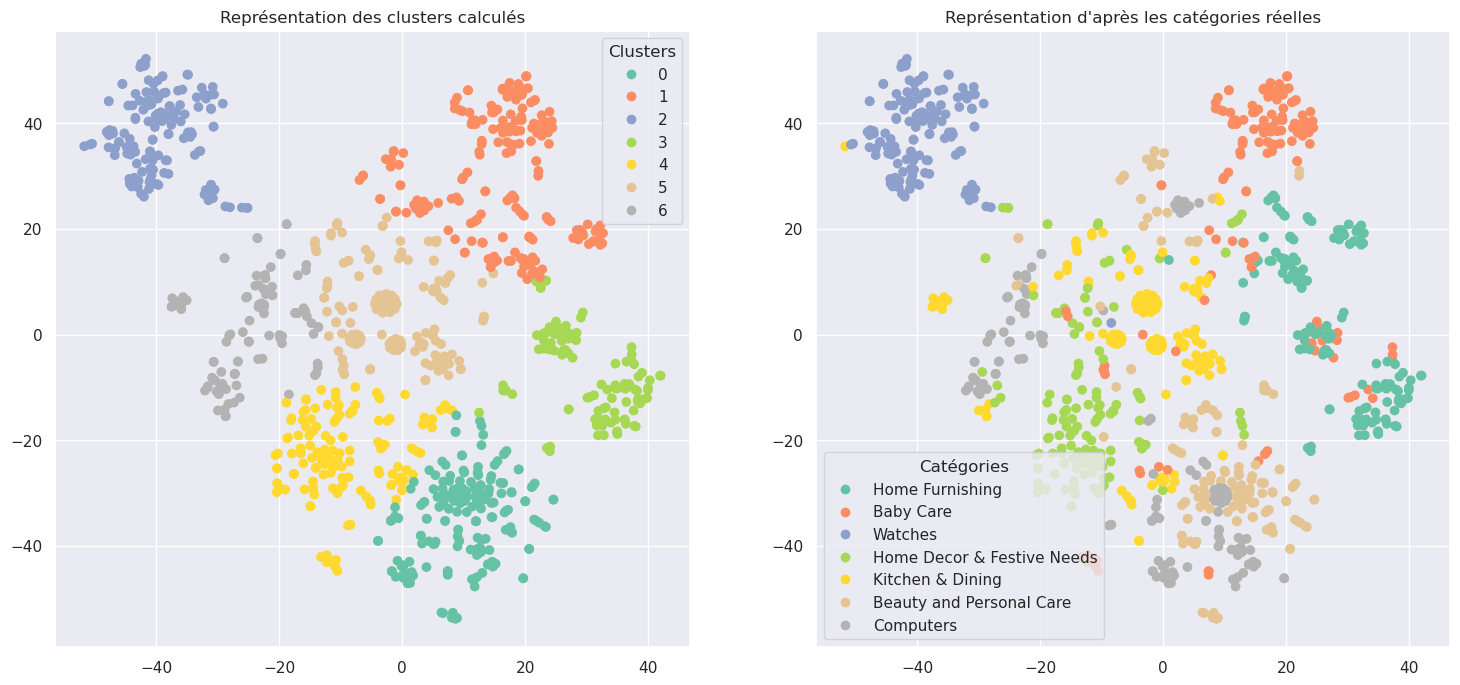 Représentation des clusters calculés
Clusters
0
1
2
3
4
5
6
40
20
0
−20
−40
−40
−20
0
20
40
Représentation d'après les catégories réelles
40
20
0
−20
−40
Catégories
Home Furnishing
Baby Care
Watches
Home Decor & Festive Needs
Kitchen & Dining
Beauty and Personal Care
Computers
−40
−20
0
20
40